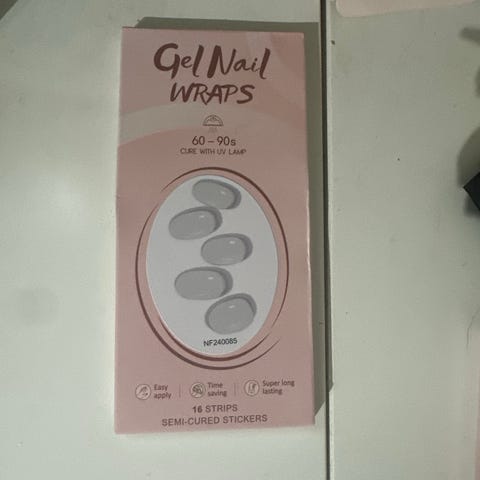 Gel Nail
WRAPS
60 – 90s
CURE WITH UV LAMP
NF240085
Easy
apply
Time
saving
Super long
lasting
16 STRIPS
SEMI-CURED STICKERS